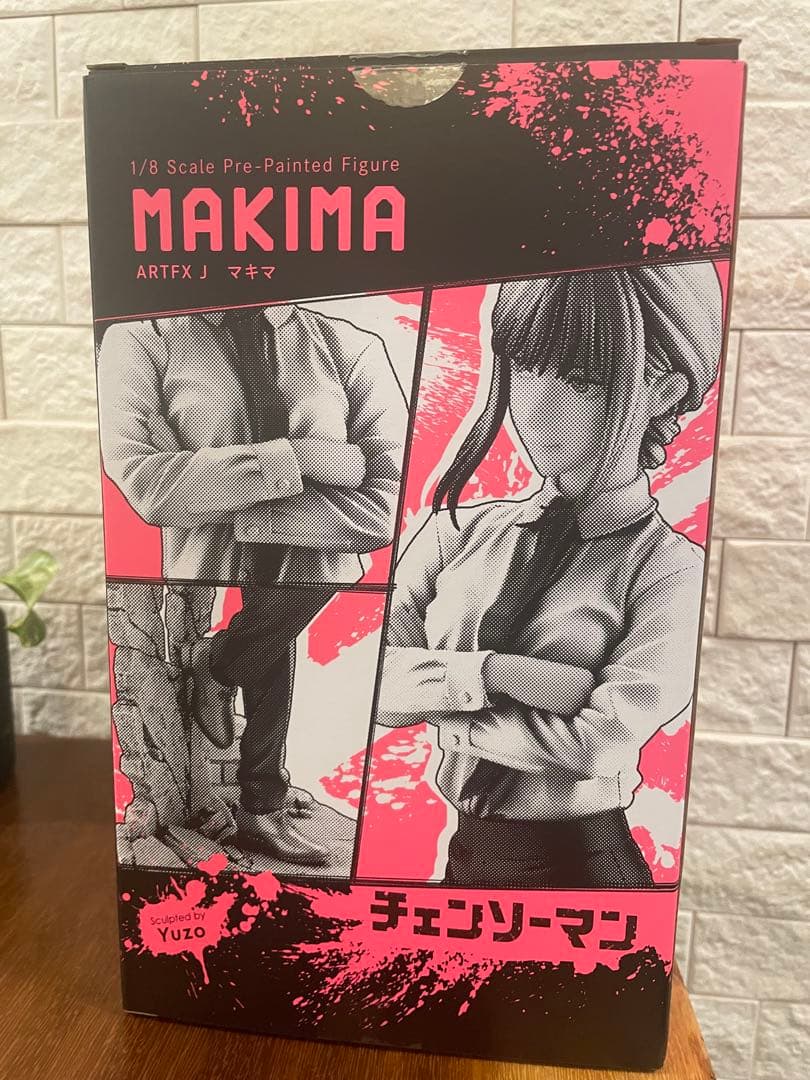 1/8 Scale Pre-Painted Figure
MAKIMA
ARTFX J マキマ
Sculpted by
Yuzo
チェンソーマン